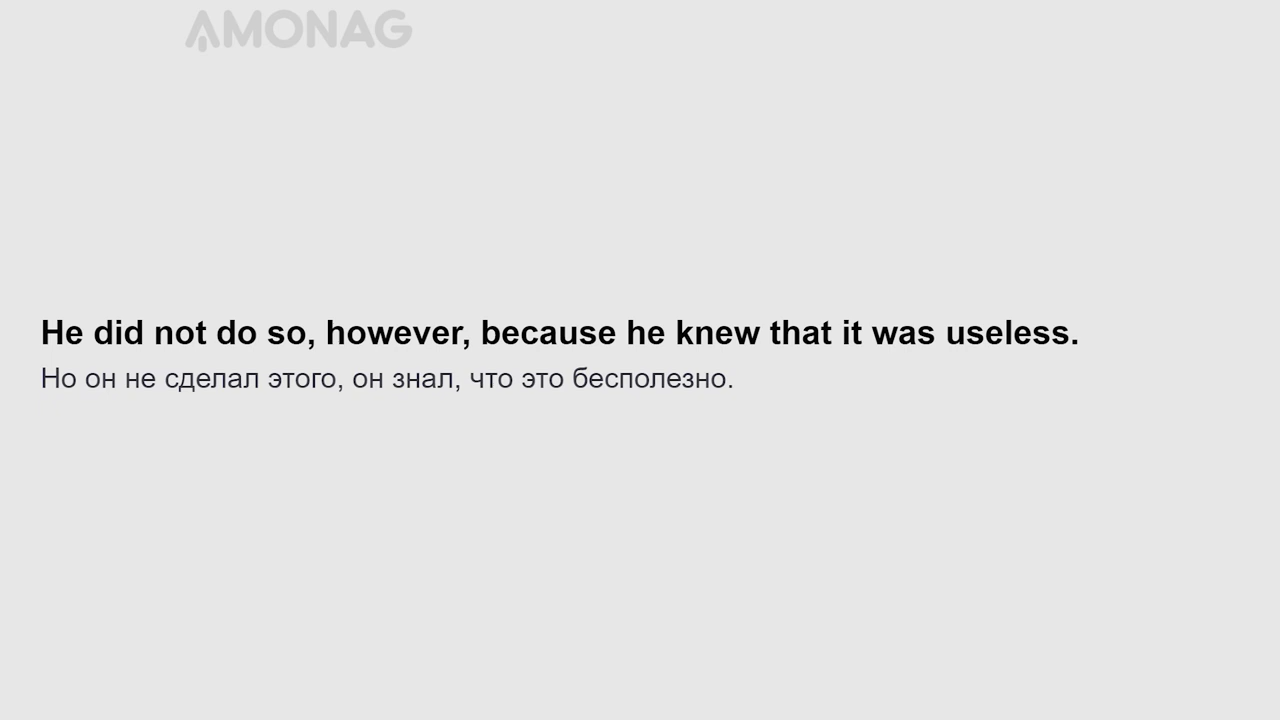 AMONAG
He did not do so, however, because he knew that it was useless.
Но он не сделал этого, он знал, что это бесполезно.